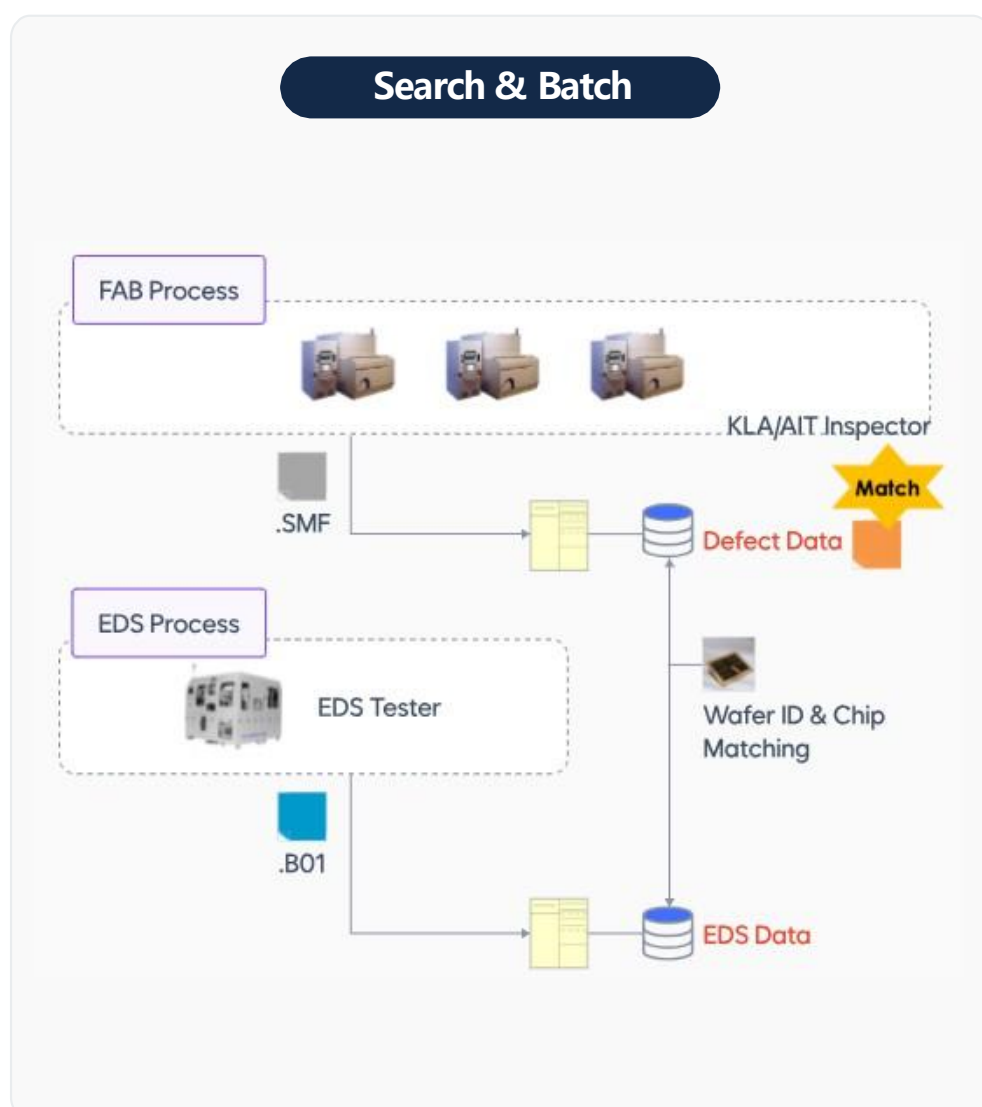 Search & Batch
FAB Process
KLA/AIT Inspector
.SMF
Match
Defect Data
EDS Process
EDS Tester
Wafer ID & Chip
Matching
.B01
EDS Data